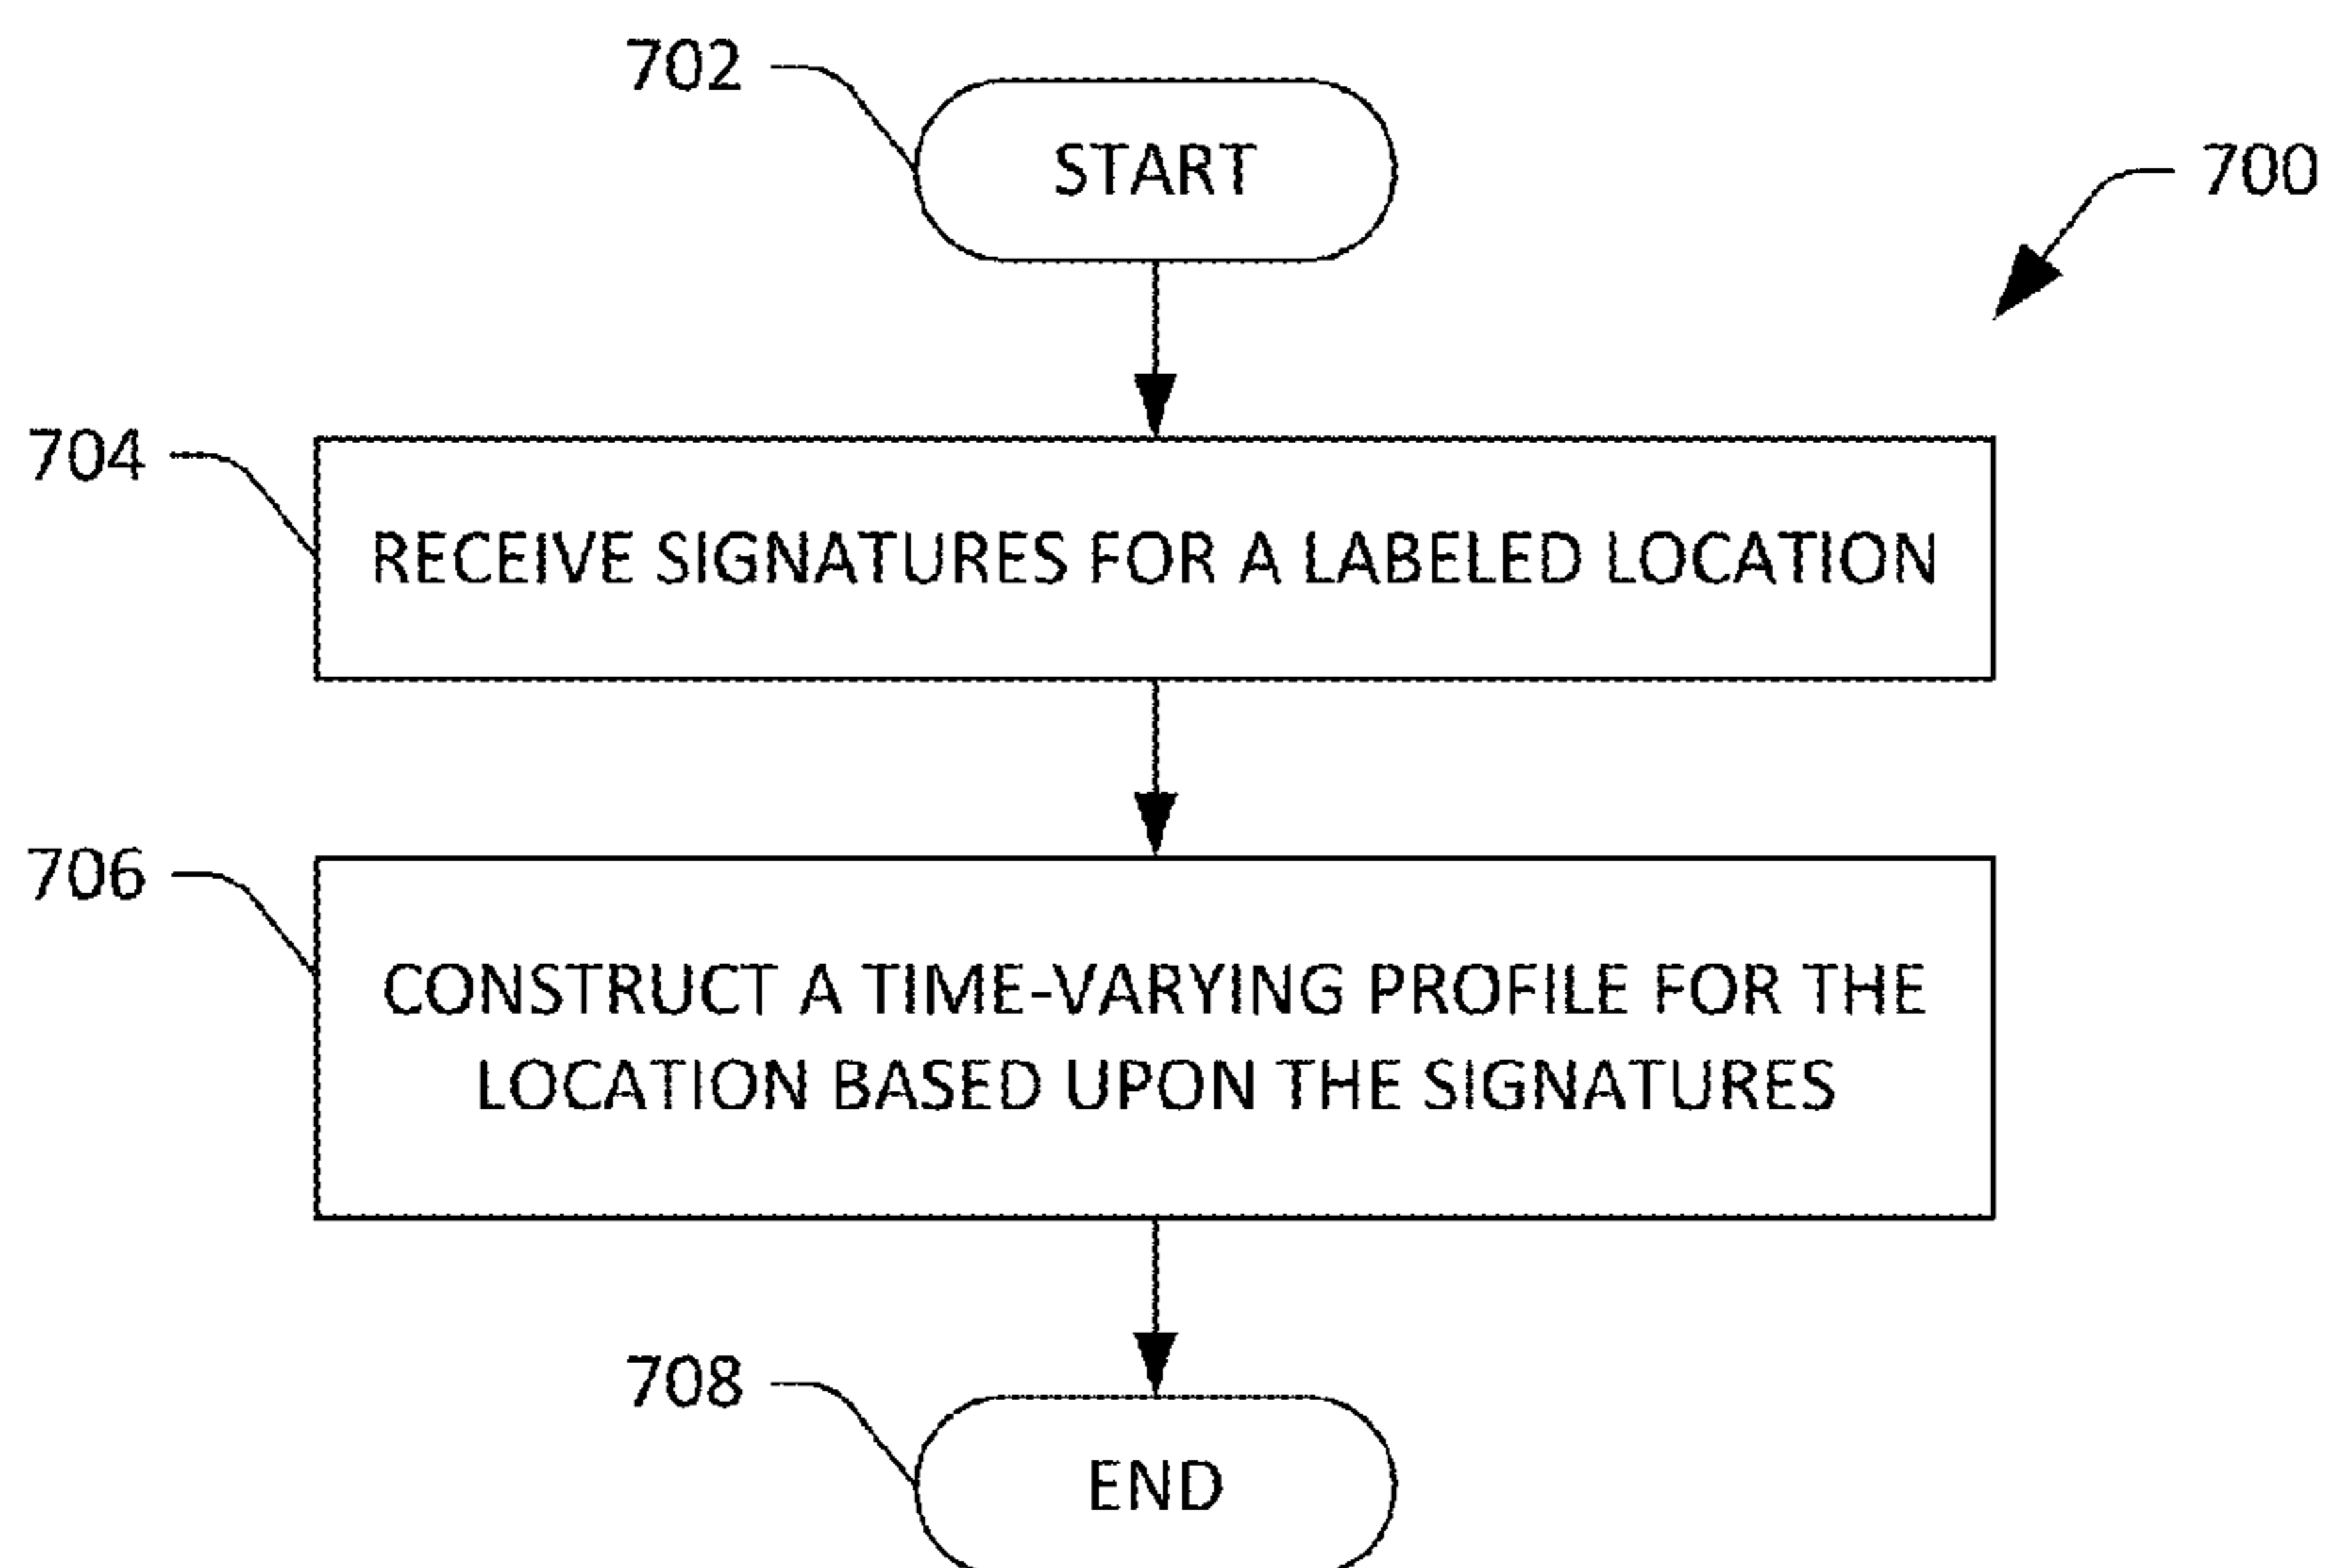 702
START
700
704
RECEIVE SIGNATURES FOR A LABELED LOCATION
706
CONSTRUCT A TIME-VARYING PROFILE FOR THE
LOCATION BASED UPON THE SIGNATURES
708
END